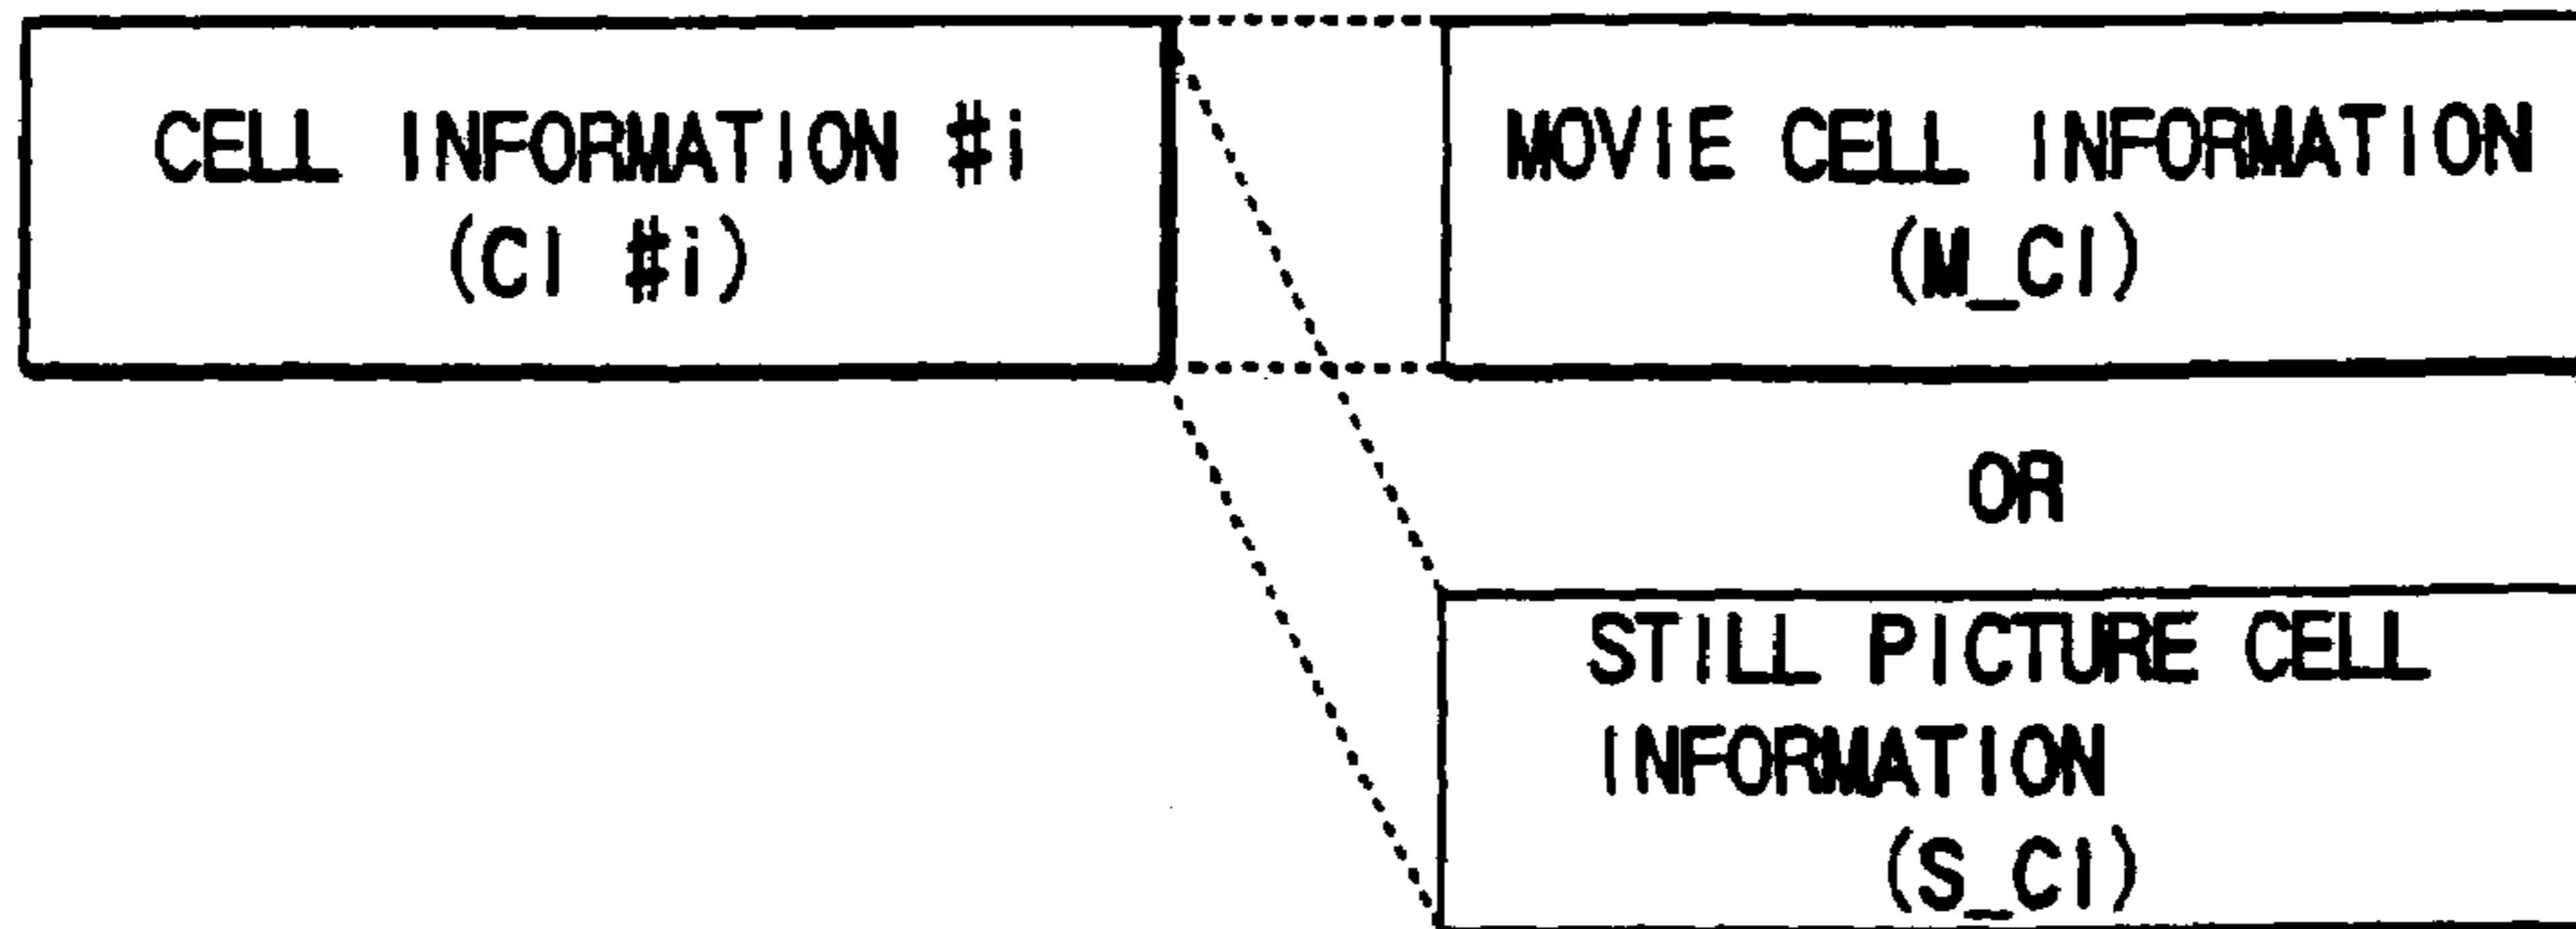 CELL INFORMATION #i
(CI #i)
MOVIE CELL INFORMATION
(M_CI)
OR
STILL PICTURE CELL
INFORMATION
(S_CI)